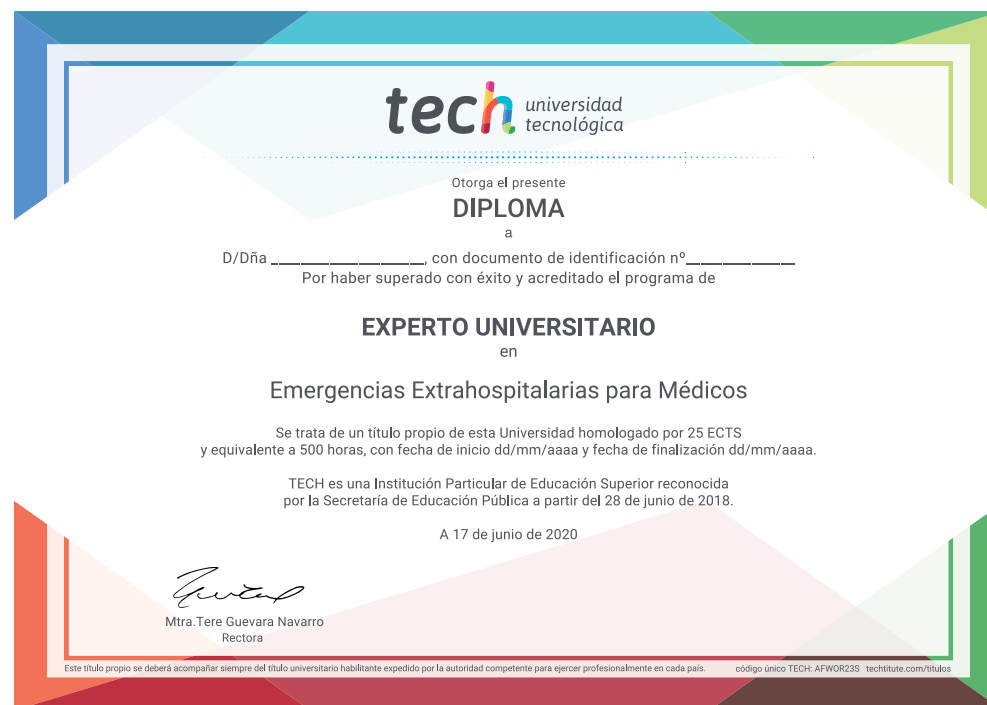 tech universidad
tecnológica
Otorga el presente
DIPLOMA
a
D/Dña ____________________, con documento de identificación nº______________
Por haber superado con éxito y acreditado el programa de
EXPERTO UNIVERSITARIO
en
Emergencias Extrahospitalarias para Médicos
Se trata de un título propio de esta Universidad homologado por 25 ECTS
y equivalente a 500 horas, con fecha de inicio dd/mm/aaaa y fecha de finalización dd/mm/aaaa.
TECH es una Institución Particular de Educación Superior reconocida
por la Secretaría de Educación Pública a partir del 28 de junio de 2018.
A 17 de junio de 2020
Mtra.Tere Guevara Navarro
Rectora
Este título propio se deberá acompañar siempre del título universitario habilitante expedido por la autoridad competente para ejercer profesionalmente en cada país. código único TECH: AFWOR23S techtitute.com/titulos